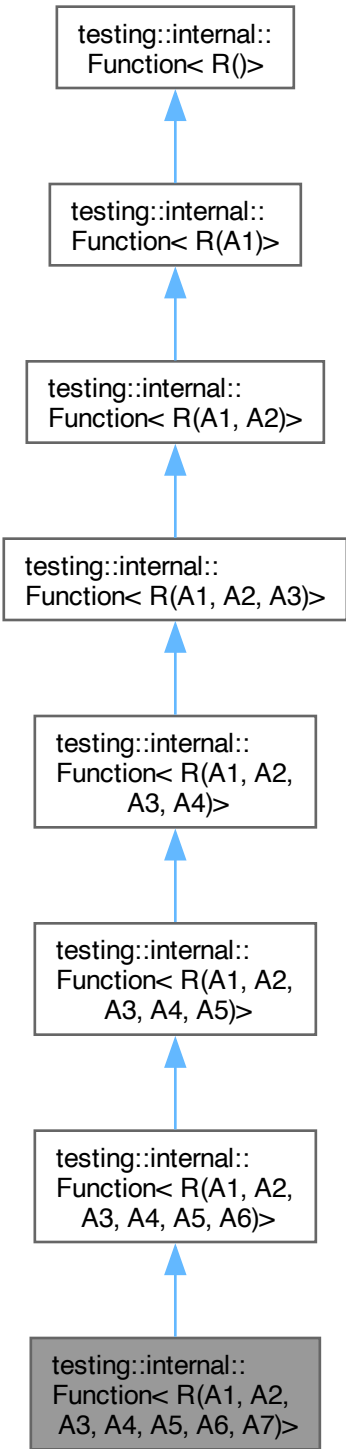 testing::internal::
Function< R()>
testing::internal::
Function< R(A1)>
testing::internal::
Function< R(A1, A2)>
testing::internal::
Function< R(A1, A2, A3)>
testing::internal::
Function< R(A1, A2,
A3, A4)>
testing::internal::
Function< R(A1, A2,
A3, A4, A5)>
testing::internal::
Function< R(A1, A2,
A3, A4, A5, A6)>
testing::internal::
Function< R(A1, A2,
A3, A4, A5, A6, A7)>